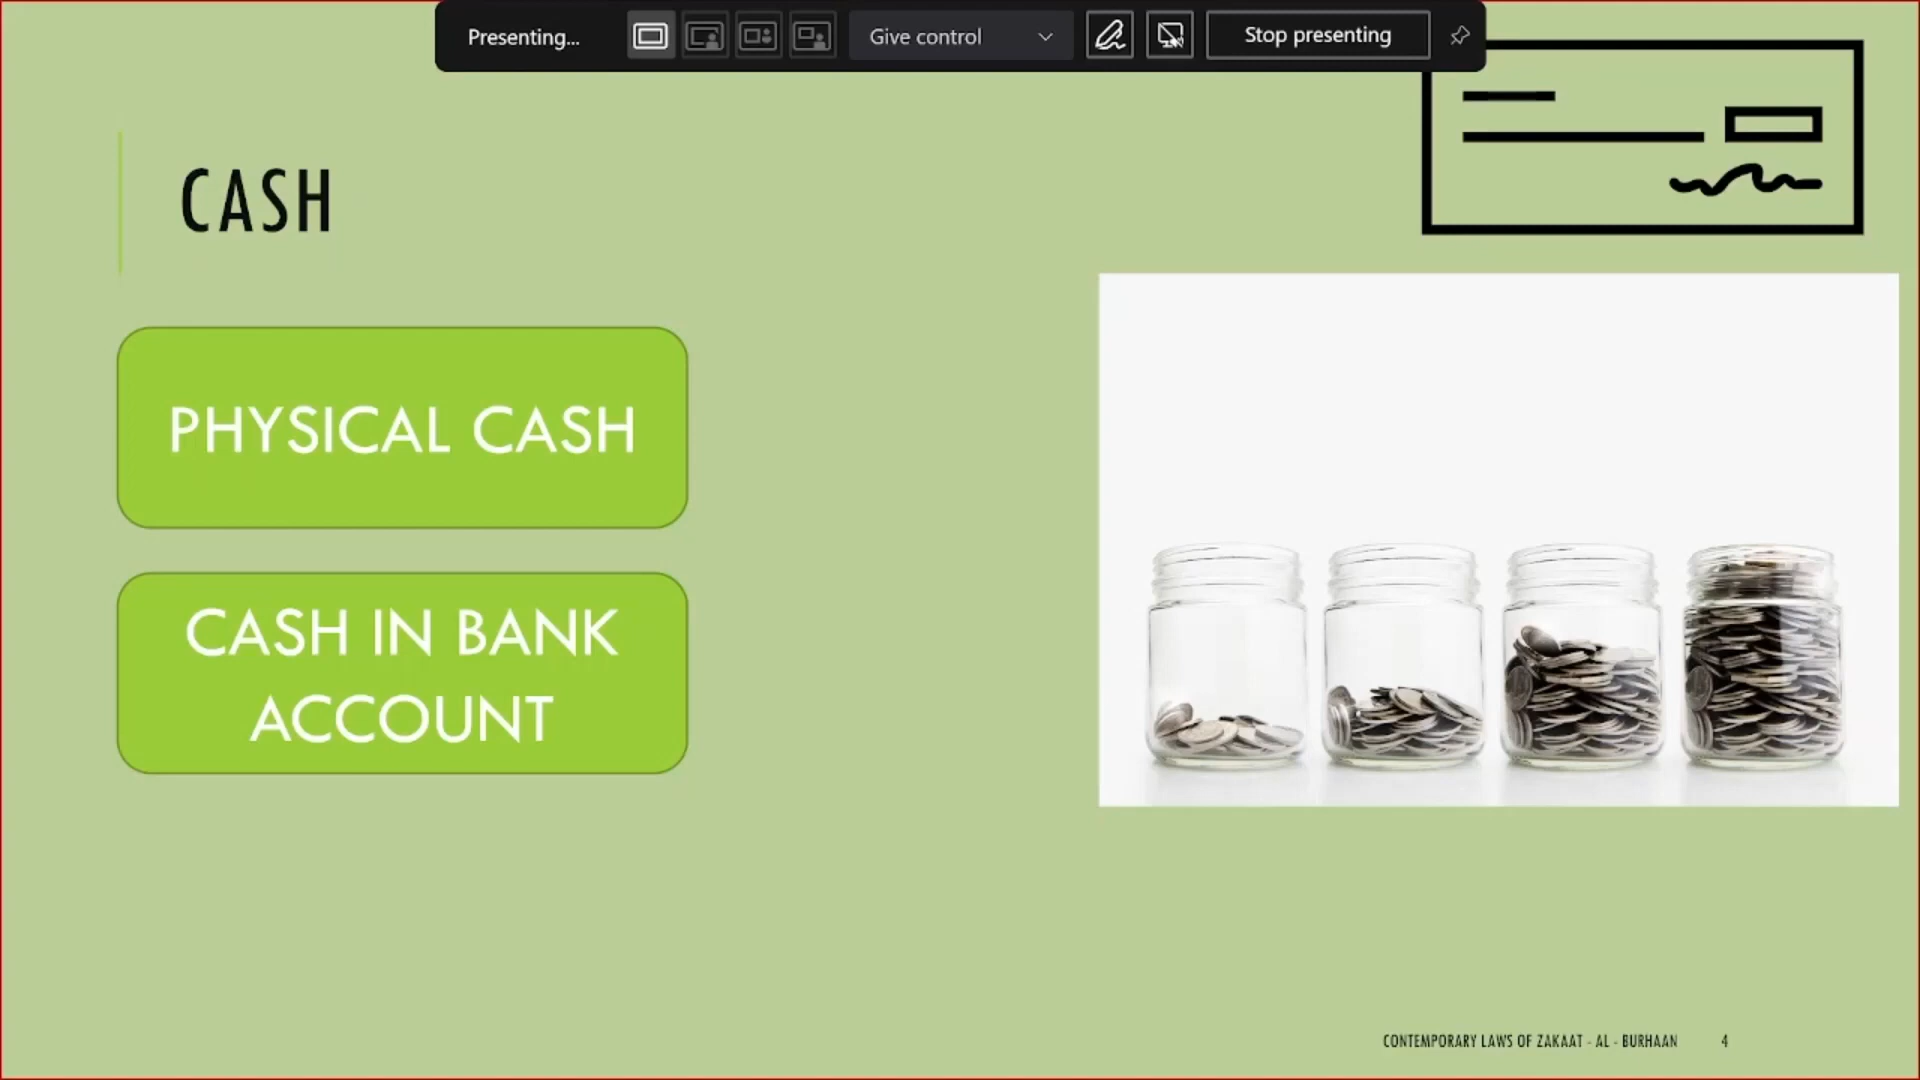 Presenting...
Give control
Stop presenting
CASH
PHYSICAL CASH
CASH IN BANK
ACCOUNT
CONTEMPORARY LAWS OF ZAKAAT - AL - BURHAAN 4